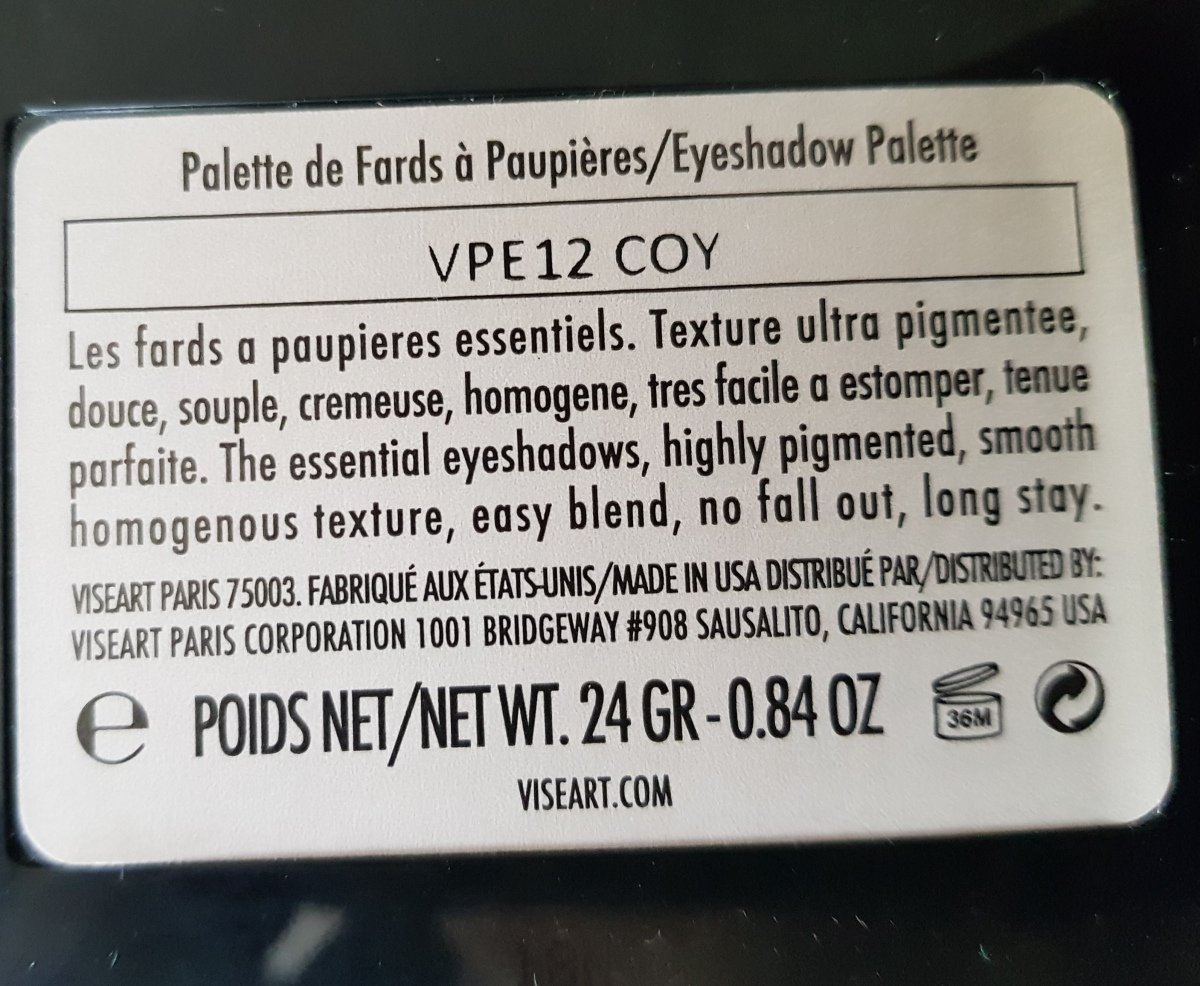 Palette de Fards à Paupières/Eyeshadow Palette
VPE12 COY
Les fards a paupieres essentiels. Texture ultra pigmentee,
douce, souple, cremeuse, homogene, tres facile a estomper, tenue
parfaite. The essential eyeshadows, highly pigmented, smooth
homogenous texture, easy blend, no fall out, long stay.
VISEART PARIS 75003. FABRIQUÉ AUX ÉTATS-UNIS/MADE IN USA DISTRIBUÉ PAR/DISTRIBUTED BY:
VISEART PARIS CORPORATION 1001 BRIDGEWAY #908 SAUSALITO, CALIFORNIA 94965 USA
e POIDS NET/NET WT. 24 GR - 0.84 OZ 36M
VISEART.COM